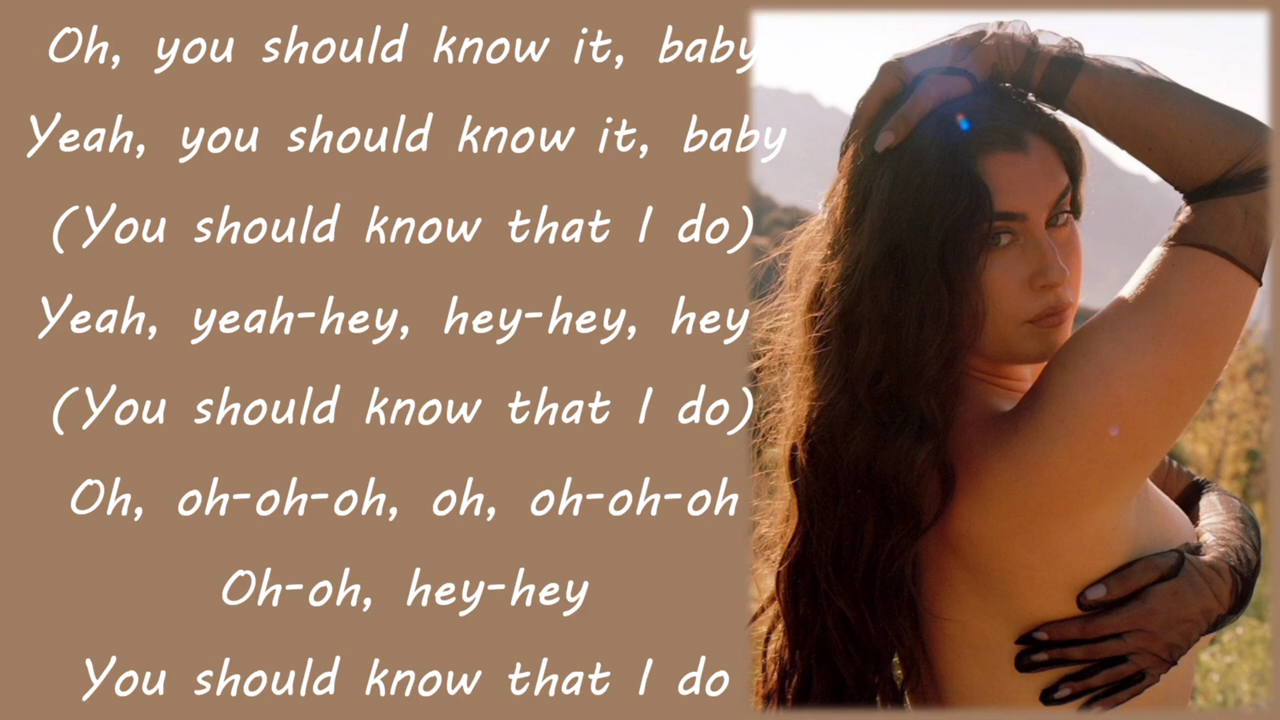 Oh, you should know it, baby
Yeah, you should know it, baby
(You should know that I do)
Yeah, yeah-hey, hey-hey, hey
(You should know that I do)
Oh, oh-oh-oh, oh, oh-oh-oh
Oh-oh, hey-hey
You should know that I do